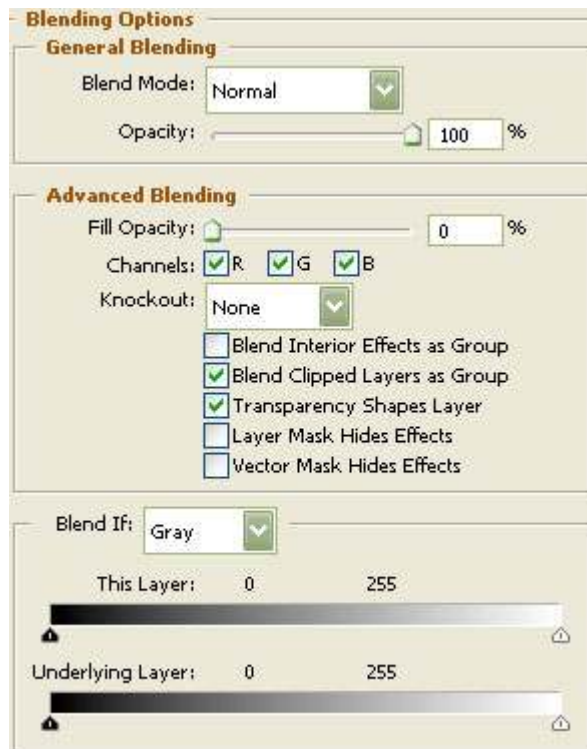 Blending Options
General Blending
Blend Mode: Normal
Opacity: 100 %
Advanced Blending
Fill Opacity: 0 %
Channels: R G B
Knockout: None
Blend Interior Effects as Group
Blend Clipped Layers as Group
Transparency Shapes Layer
Layer Mask Hides Effects
Vector Mask Hides Effects
Blend If: Gray
This Layer: 0 255
Underlying Layer: 0 255